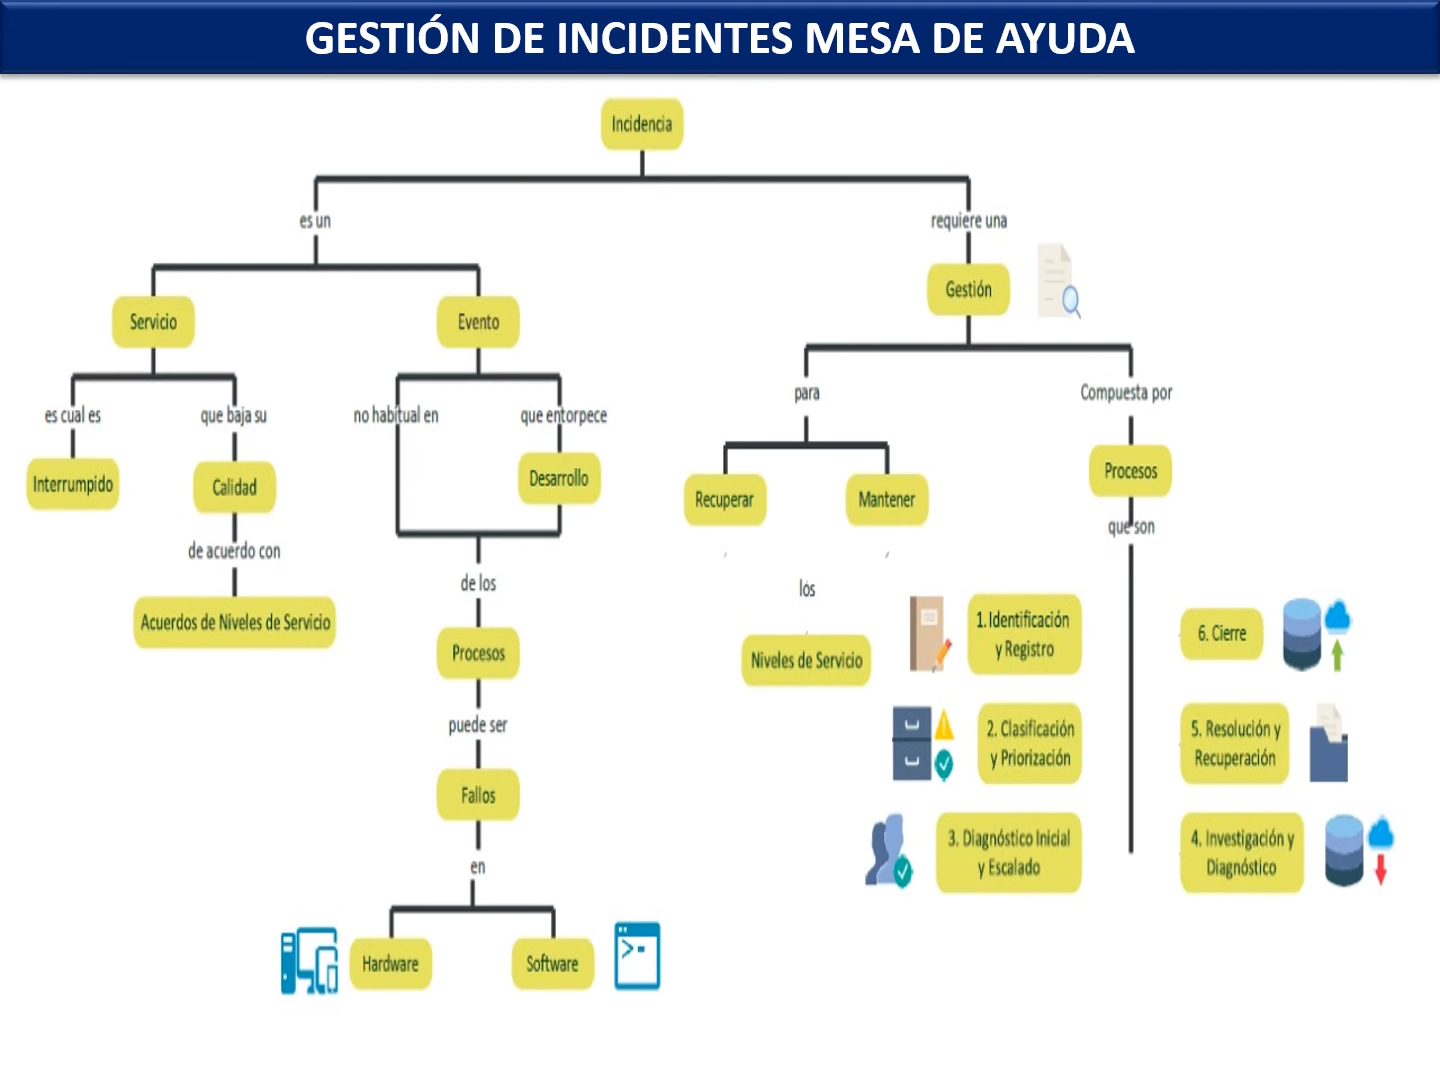 GESTIÓN DE INCIDENTES MESA DE AYUDA
Incidencia
es un
requiere una
Gestión
Servicio
Evento
para
Compuesta por
es cual es
que baja su
no habitual en
que entorpece
Procesos
Interrumpido
Calidad
Desarrollo
Recuperar
Mantener
que son
de acuerdo con
de los
los
Acuerdos de Niveles de Servicio
Procesos
Niveles de Servicio
1. Identificación
y Registro
6. Cierre
puede ser
2. Clasificación
y Priorización
5. Resolución y
Recuperación
Fallos
3. Diagnóstico Inicial
y Escalado
4. Investigación y
Diagnóstico
en
Hardware
Software